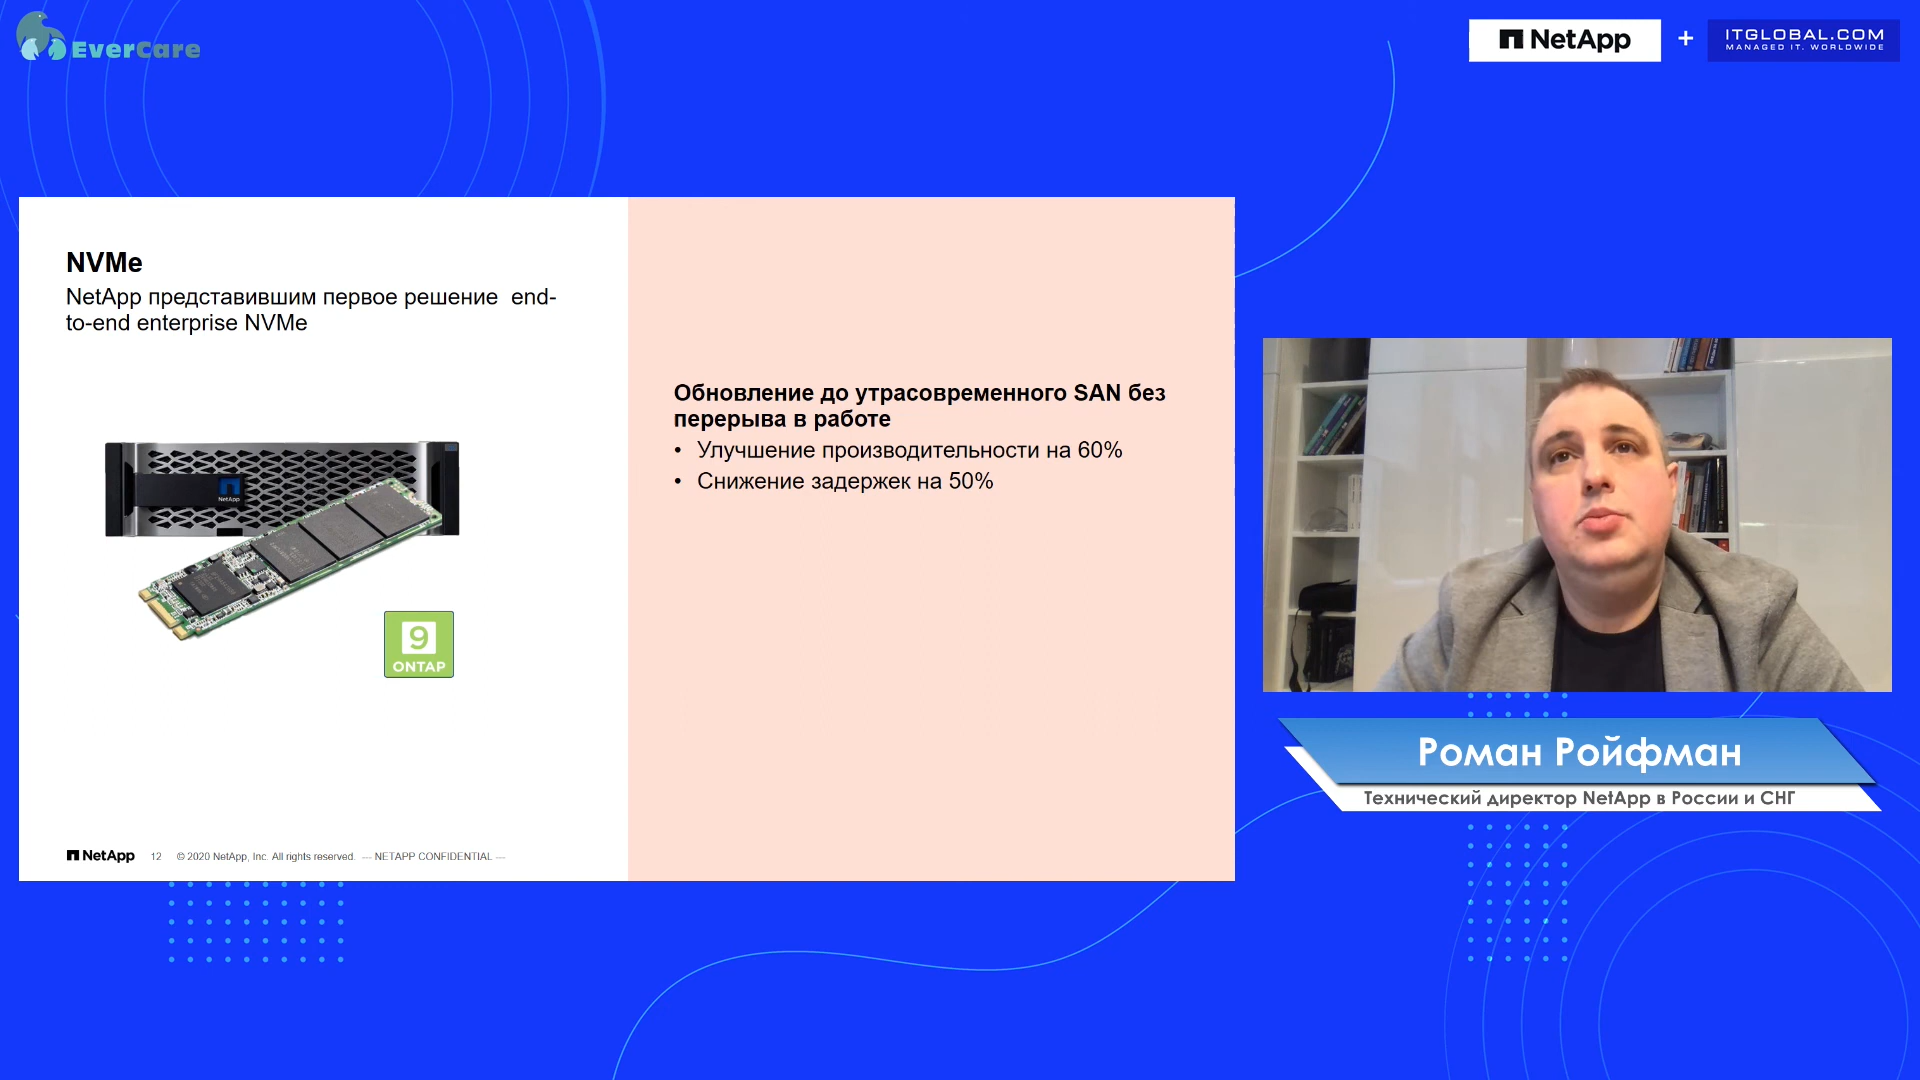 EverCare
NetApp + ITGLOBAL.COM
MANAGED IT. WORLDWIDE
NVMe
NetApp представившим первое решение end-
to-end enterprise NVMe
NetApp
9
ONTAP
NetApp 12 © 2020 NetApp, Inc. All rights reserved. — NETAPP CONFIDENTIAL —
Обновление до утрасовременного SAN без
перерыва в работе
• Улучшение производительности на 60%
• Снижение задержек на 50%
Роман Ройфман
Технический директор NetApp в России и СНГ